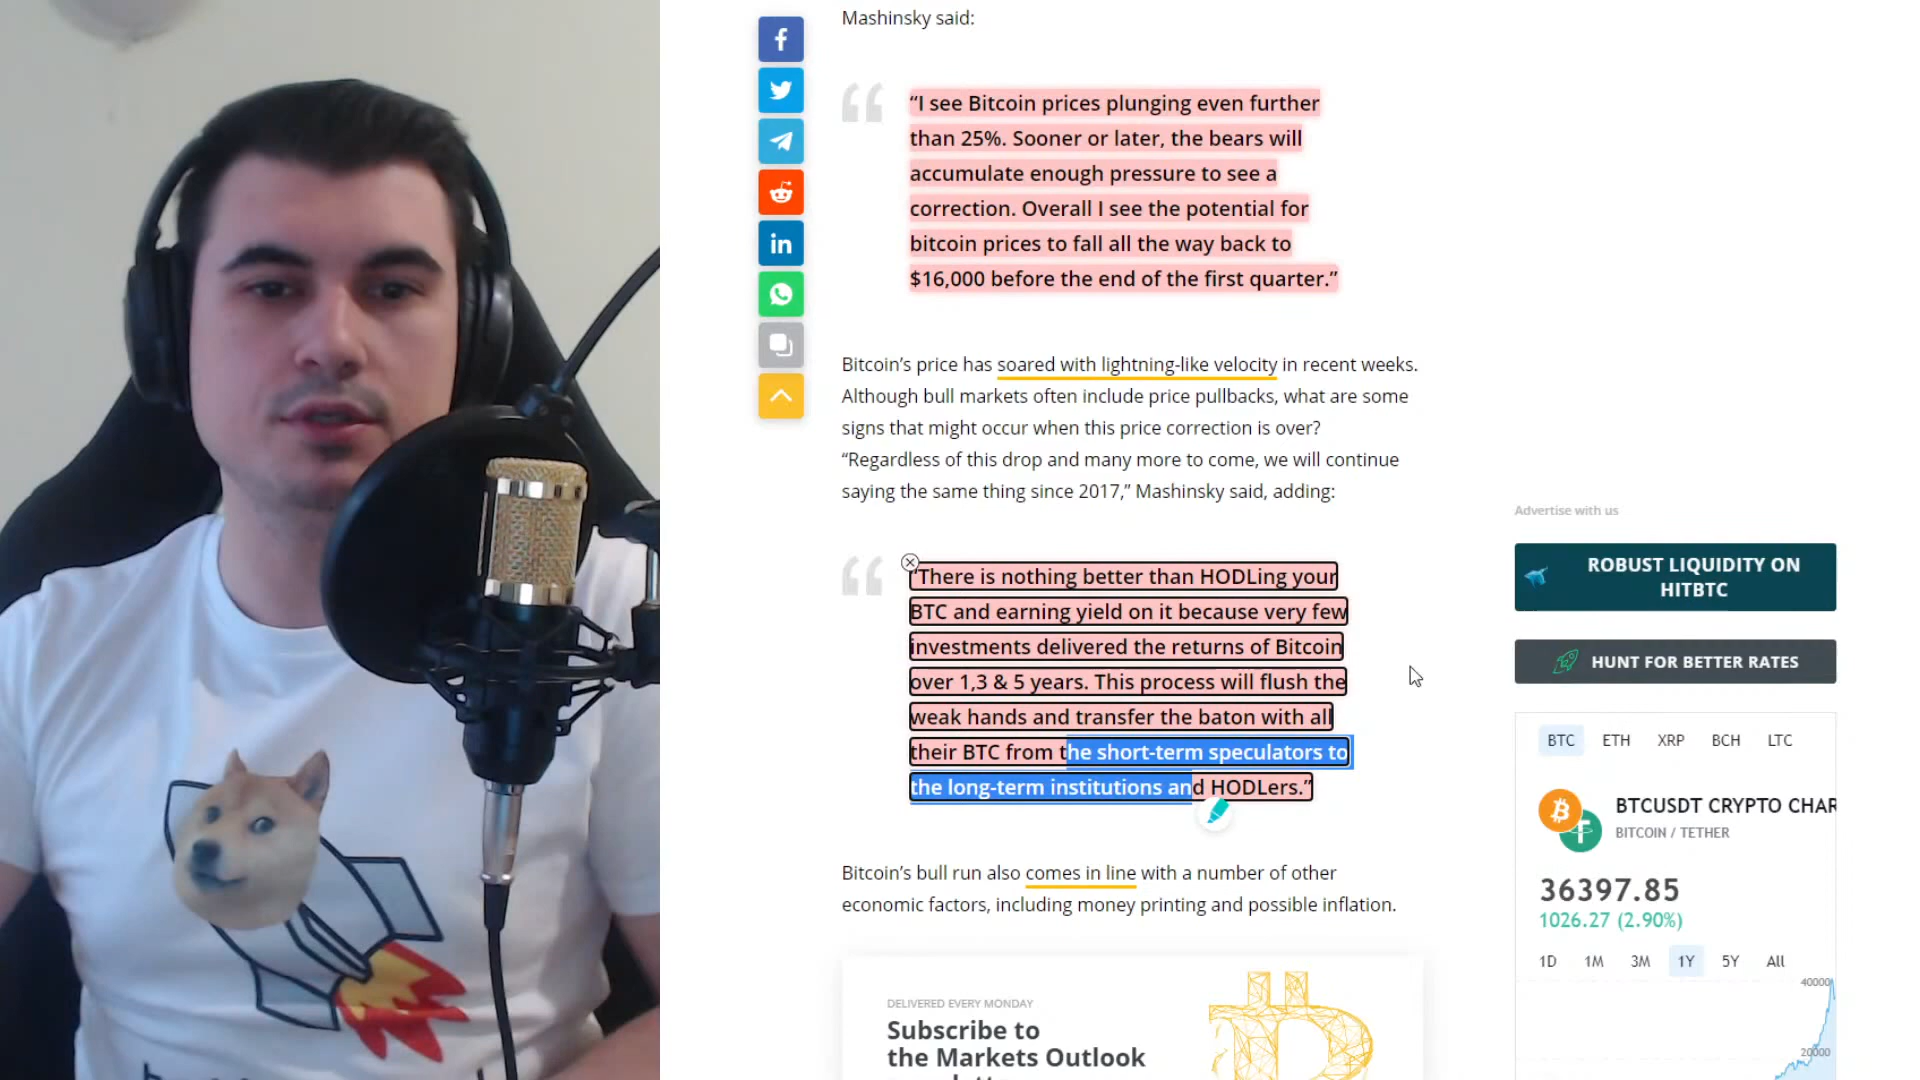 Mashinsky said:
“I see Bitcoin prices plunging even further
than 25%. Sooner or later, the bears will
accumulate enough pressure to see a
correction. Overall I see the potential for
bitcoin prices to fall all the way back to
$16,000 before the end of the first quarter.”
Bitcoin’s price has soared with lightning-like velocity in recent weeks.
Although bull markets often include price pullbacks, what are some
signs that might occur when this price correction is over?
“Regardless of this drop and many more to come, we will continue
saying the same thing since 2017,” Mashinsky said, adding:
“There is nothing better than HODLing your
BTC and earning yield on it because very few
investments delivered the returns of Bitcoin
over 1,3 & 5 years. This process will flush the
weak hands and transfer the baton with all
their BTC from the short-term speculators to
the long-term institutions and HODLers.”
Bitcoin’s bull run also comes in line with a number of other
economic factors, including money printing and possible inflation.
DELIVERED EVERY MONDAY
Subscribe to
the Markets Outlook
Advertise with us
ROBUST LIQUIDITY ON
HITBTC
HUNT FOR BETTER RATES
BTC ETH XRP BCH LTC
BTCUSDT CRYPTO CHAR
BITCOIN / TETHER
36397.85
1026.27 (2.90%)
1D 1M 3M 1Y 5Y All
40000
20000